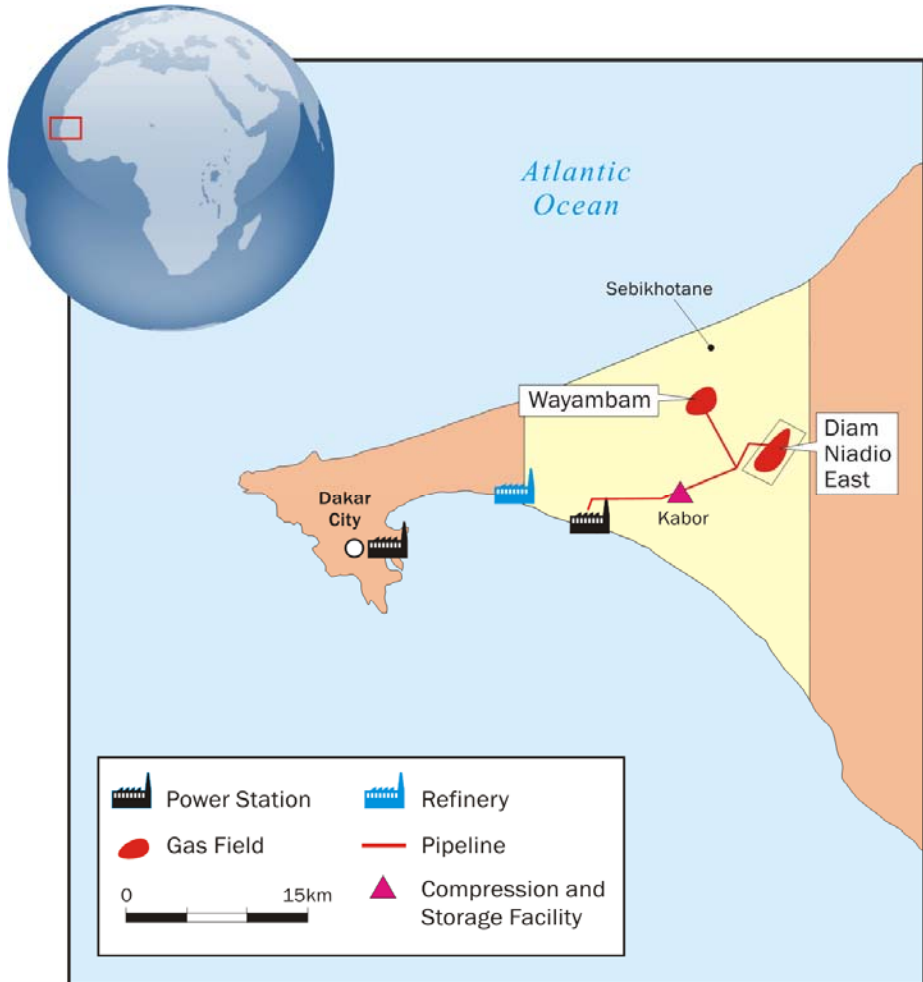 Atlantic
Ocean
Sebikhotane
Wayambam
Diam
Niadio
East
Dakar
City
Kabor
Power Station
Refinery
Gas Field
Pipeline
0
15km
Compression and
Storage Facility